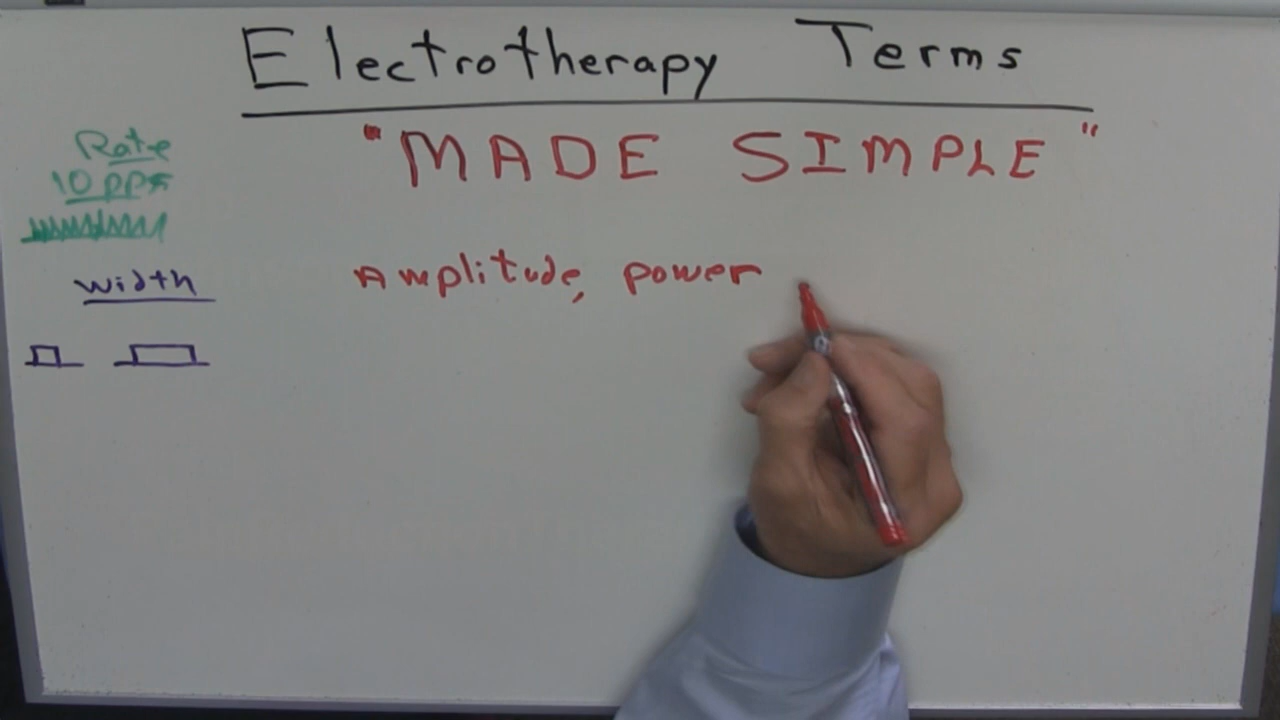 Electrotherapy Terms
"MADE SIMPLE"
Rate
10 pps
width
Amplitude, power